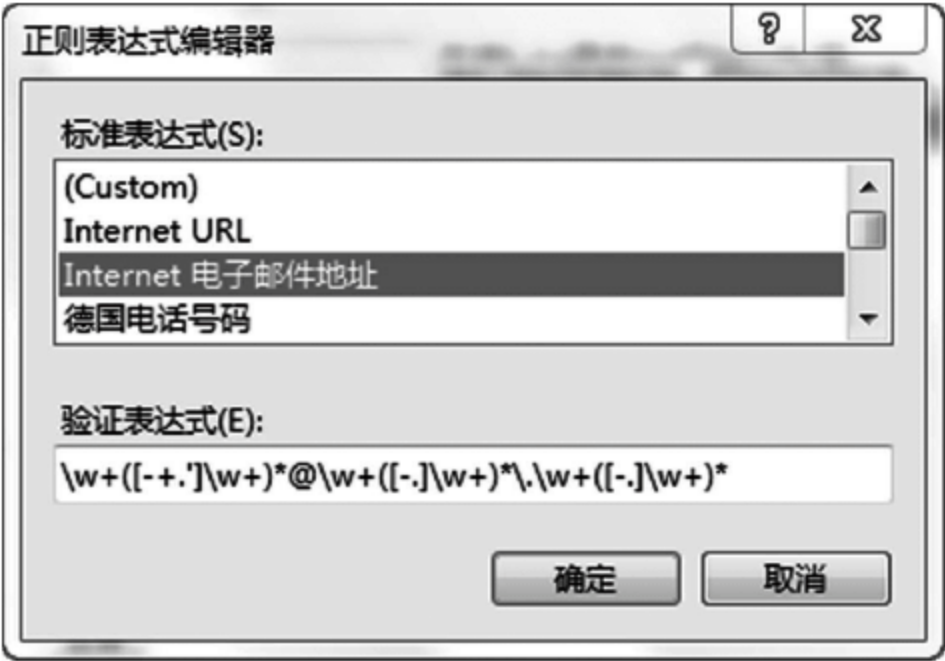 正则表达式编辑器
标准表达式(S):
(Custom)
Internet URL
Internet 电子邮件地址
德国电话号码
验证表达式(E):
\w+([-+.']\w+)*@\w+([-.]\w+)*\.\w+([-.]\w+)*
确定
取消